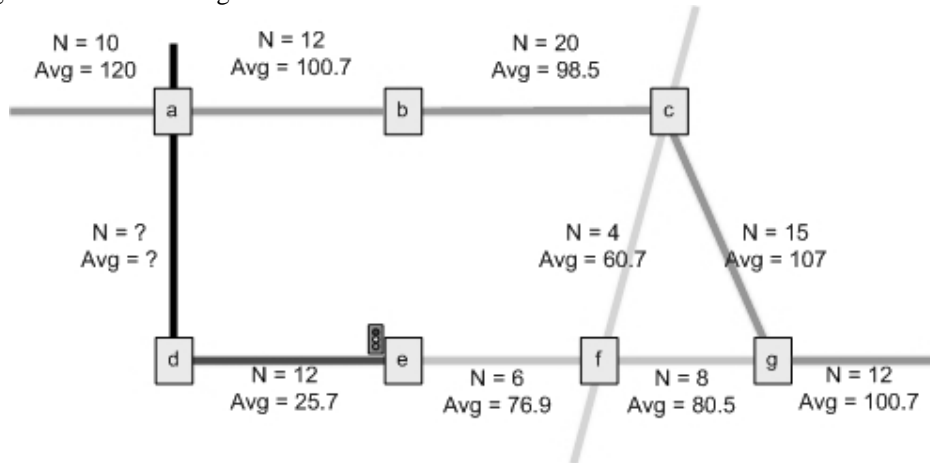 N = 10
Avg = 120
N = 12
Avg = 100.7
N = 20
Avg = 98.5
a
b
c
N = ?
Avg = ?
N = 4
Avg = 60.7
N = 15
Avg = 107
d
e
f
g
N = 12
Avg = 25.7
N = 6
Avg = 76.9
N = 8
Avg = 80.5
N = 12
Avg = 100.7